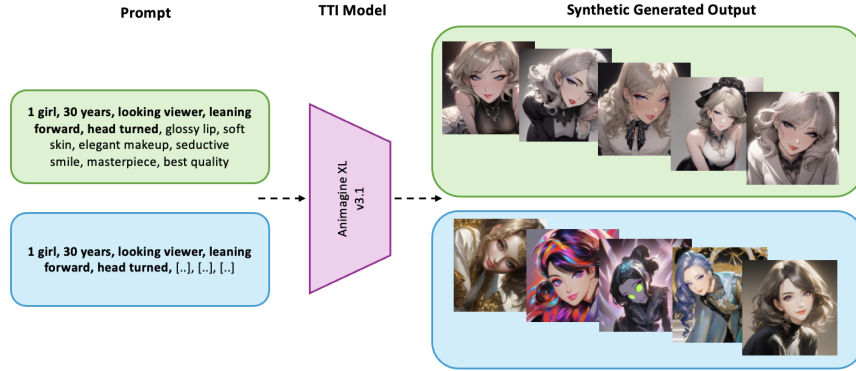 Prompt
TTI Model
Synthetic Generated Output
1 girl, 30 years, looking viewer, leaning
forward, head turned, glossy lip, soft
skin, elegant makeup, seductive
smile, masterpiece, best quality
Animagine XL
v3.1
1 girl, 30 years, looking viewer, leaning
forward, head turned, [..], [..], [..]